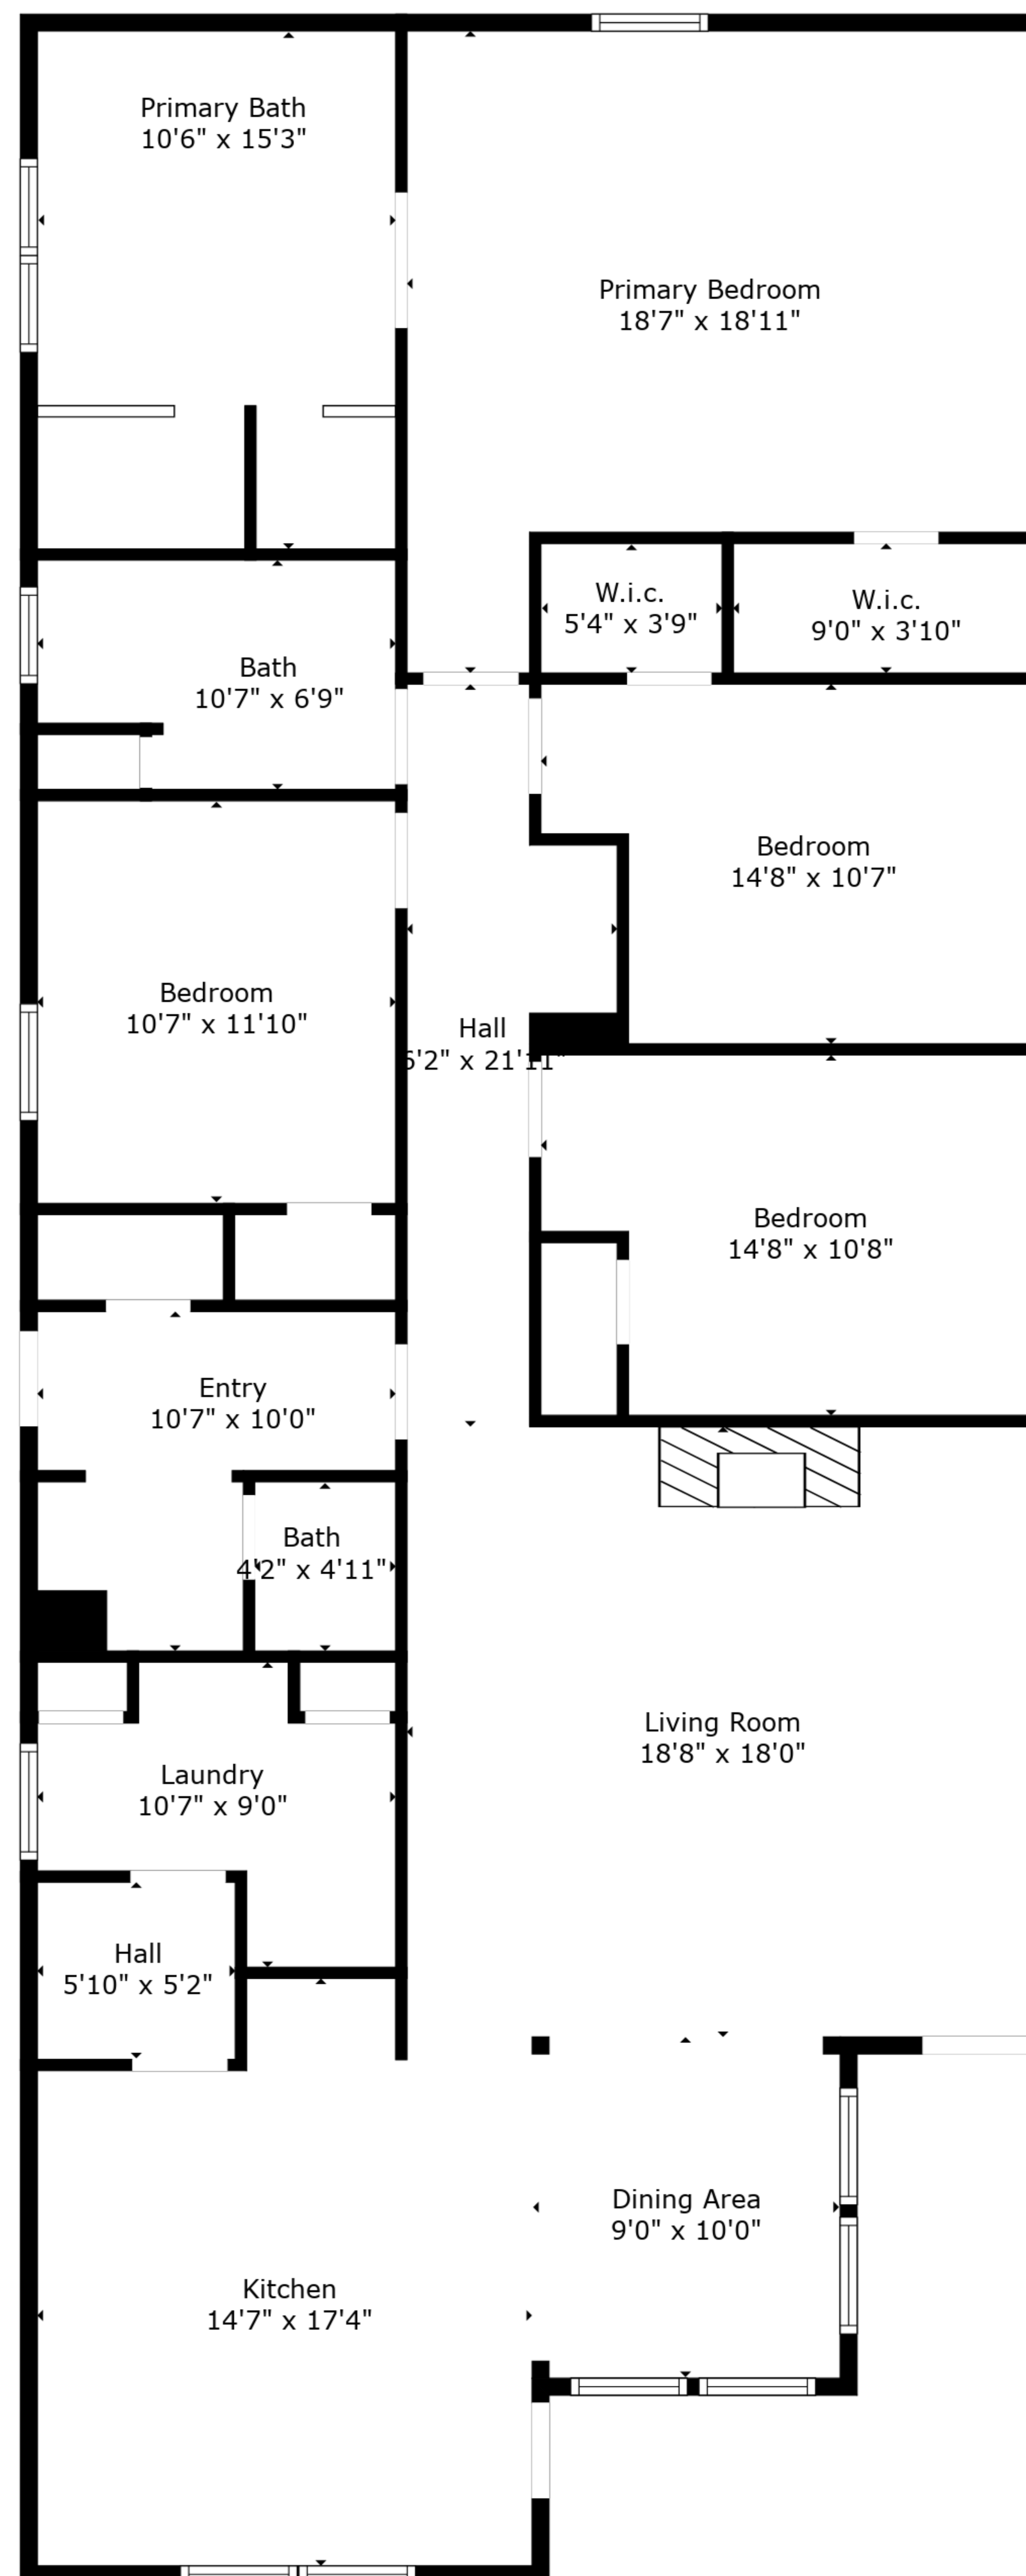 Primary Bath
10'6" x 15'3"
Primary Bedroom
18'7" x 18'11"
W.i.c.
5'4" x 3'9"
W.i.c.
9'0" x 3'10"
Bath
10'7" x 6'9"
Bedroom
14'8" x 10'7"
Bedroom
10'7" x 11'10"
Hall
6'2" x 21'11"
Bedroom
14'8" x 10'8"
Entry
10'7" x 10'0"
Bath
4'2" x 4'11"
Living Room
18'8" x 18'0"
Laundry
10'7" x 9'0"
Hall
5'10" x 5'2"
Dining Area
9'0" x 10'0"
Kitchen
14'7" x 17'4"